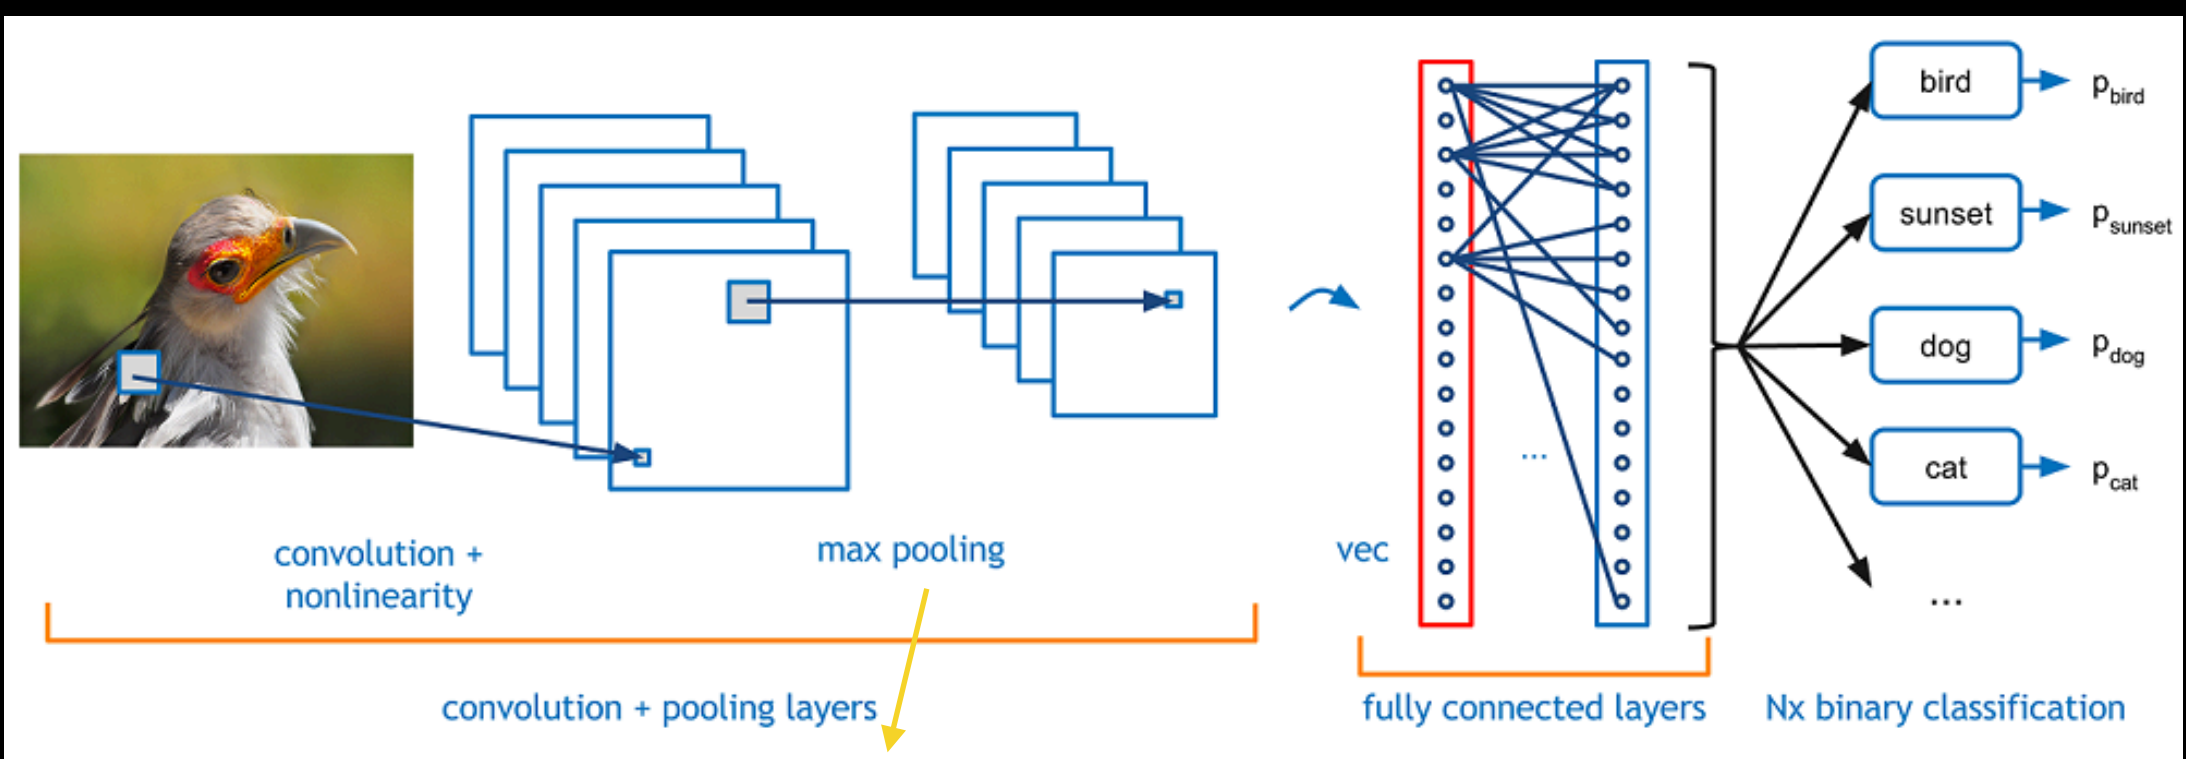 convolution +
nonlinearity
max pooling
vec
convolution + pooling layers
fully connected layers
Nx binary classification
bird
p_bird
sunset
p_sunset
dog
p_dog
cat
p_cat
...
...